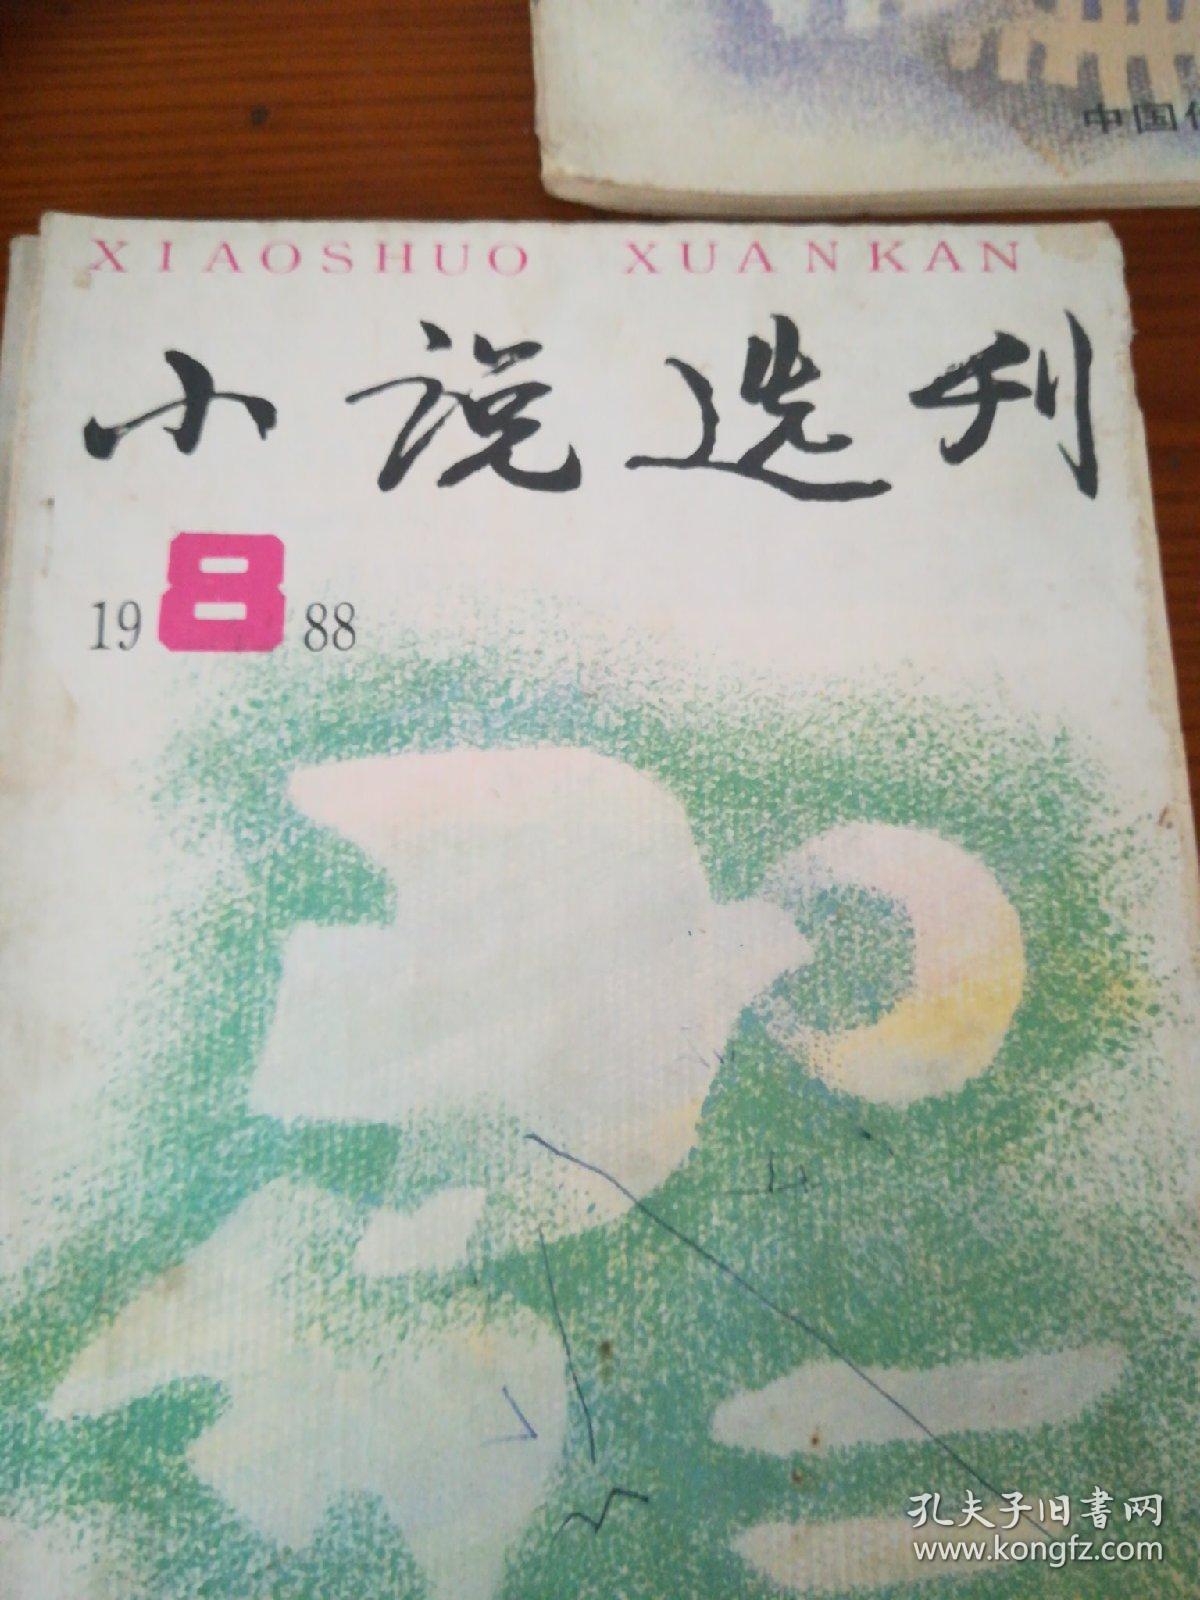 中国作
XIAOSHUO XUANKAN
小说选刊
19 8 88
孔夫子旧书网
www.kongfz.com